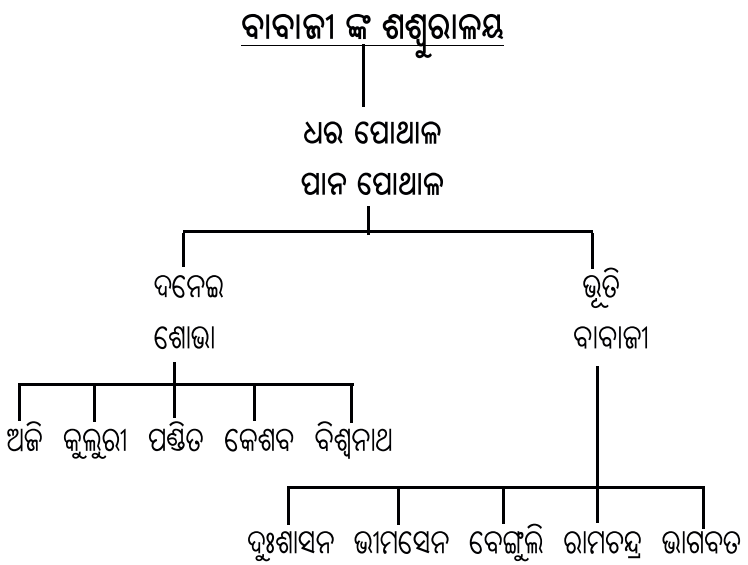 ବାବାଜୀ ଙ୍କ ଶଶ୍ୱୁରାଳୟ
ଧର ପୋଥାଳ
ପାନ ପୋଥାଳ
ଦନେଇ ଭୂତି
ଶୋଭା ବାବାଜୀ
ଅଜି କୁଲୁରୀ ପଣ୍ଡିତ କେଶବ ବିଶ୍ୱନାଥ
ଦୁଃଶାସନ ଭୀମସେନ ବେଙ୍ଗୁଲି ରାମଚନ୍ଦ୍ର ଭାଗବତ